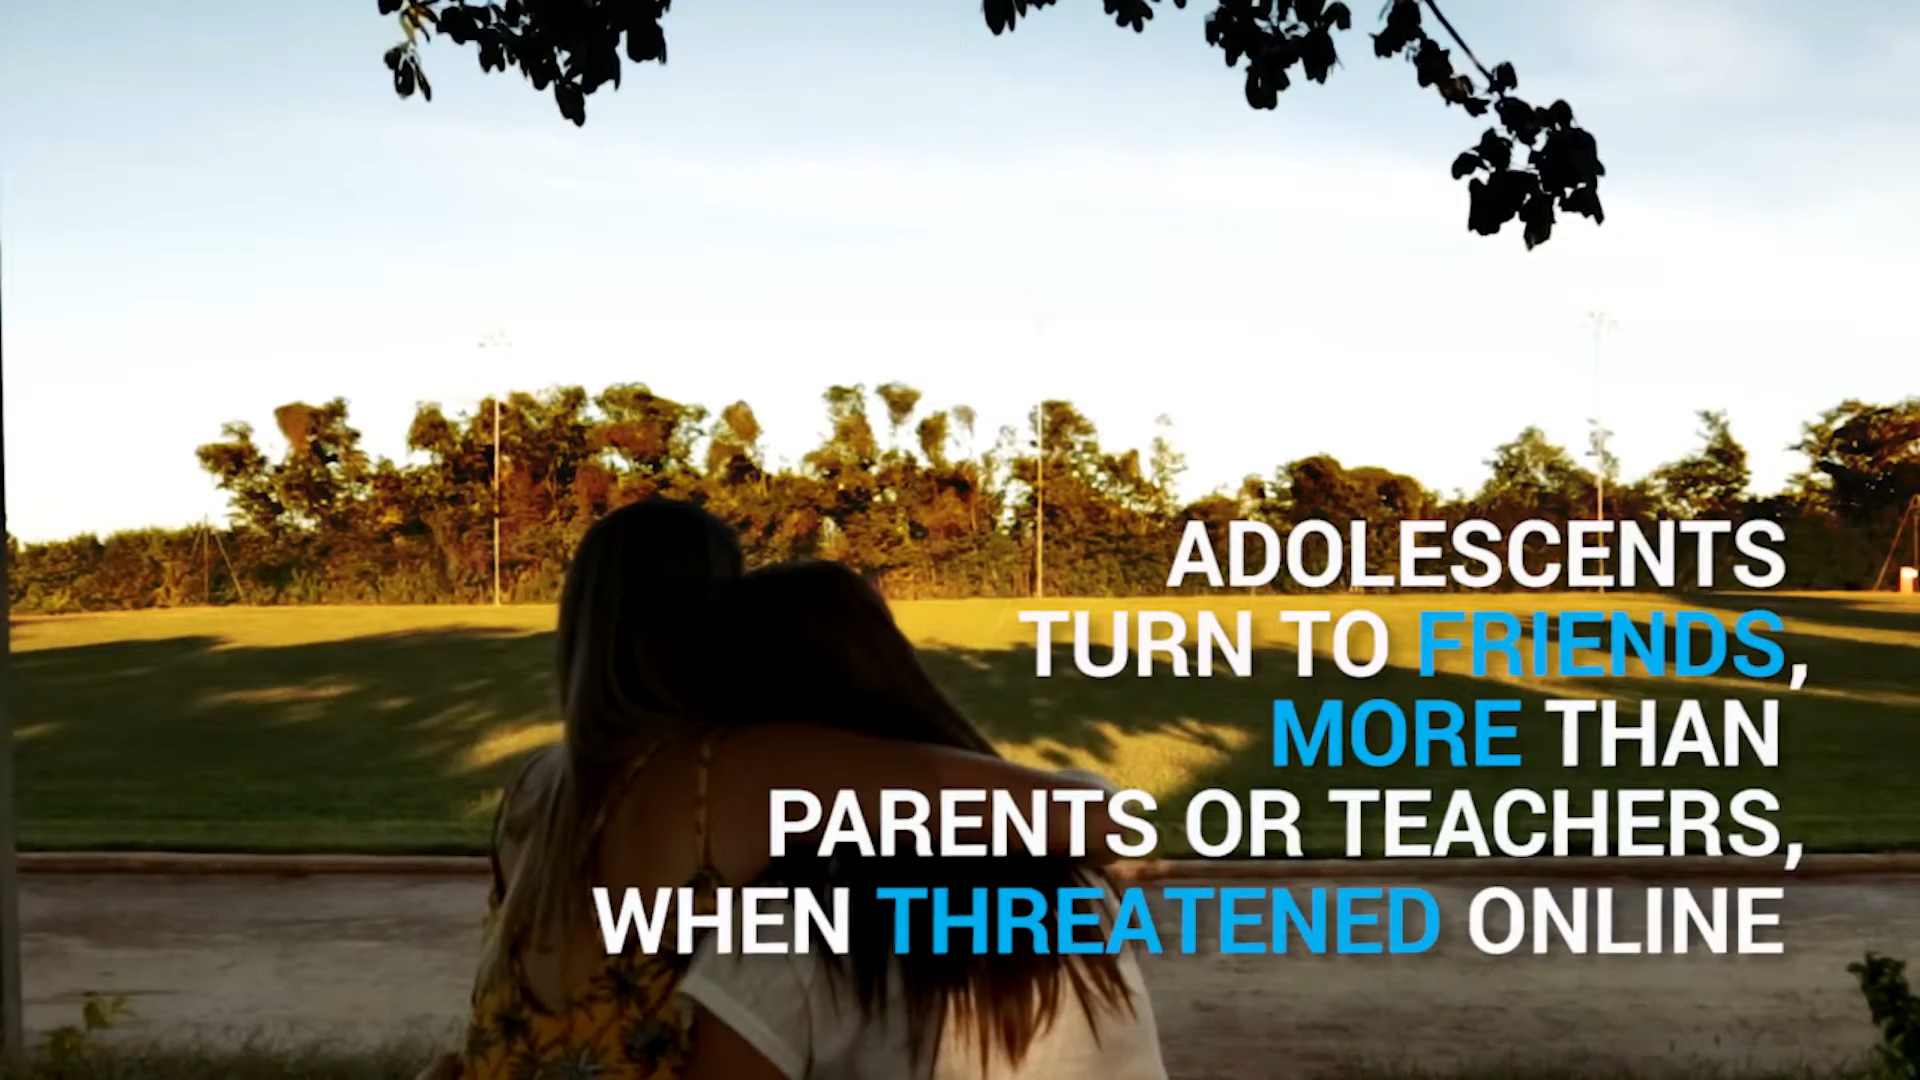 ADOLESCENTS
TURN TO FRIENDS,
MORE THAN
PARENTS OR TEACHERS,
WHEN THREATENED ONLINE